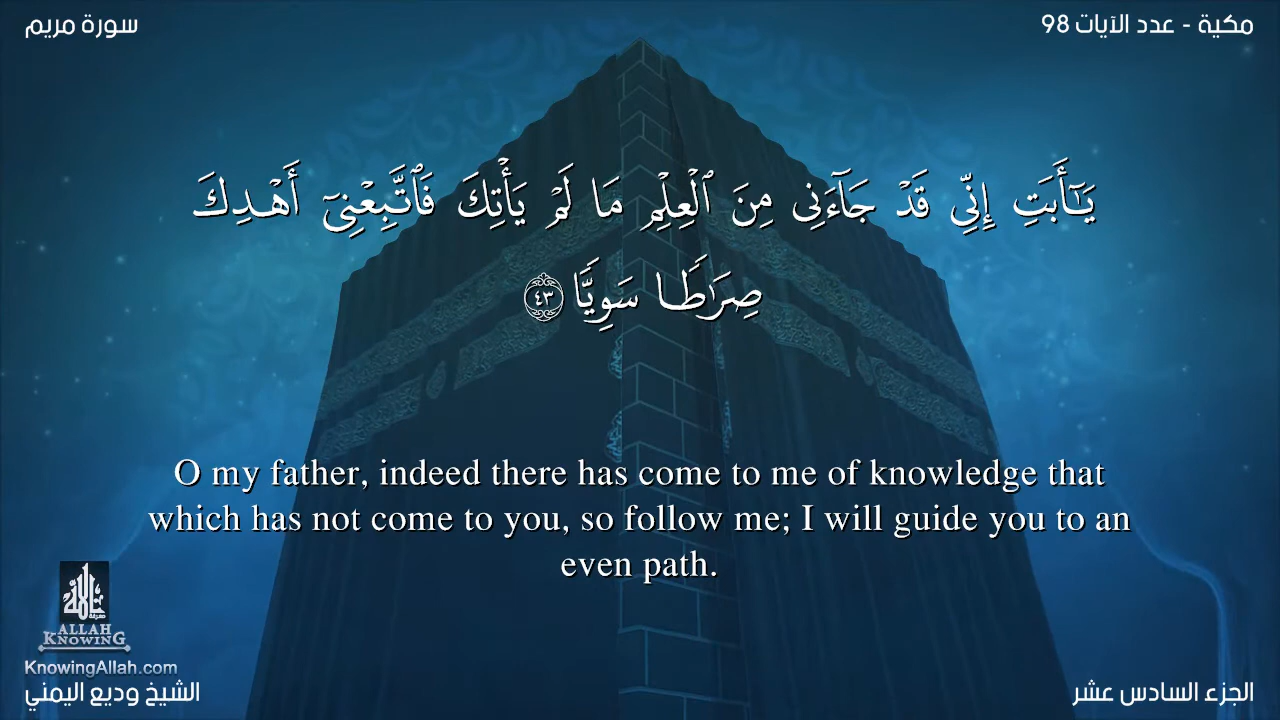 سورة مريم
مكية - عدد الآيات 98
يَـٰٓأَبَتِ إِنِّى قَدْ جَآءَنِى مِنَ ٱلْعِلْمِ مَا لَمْ يَأْتِكَ فَٱتَّبِعْنِىٓ أَهْدِكَ
صِرَٰطًا سَوِيًّا ٤٣
O my father, indeed there has come to me of knowledge that
which has not come to you, so follow me; I will guide you to an
even path.
ALLAH
KNOWING
KnowingAllah.com
الشيخ وديع اليمني
الجزء السادس عشر